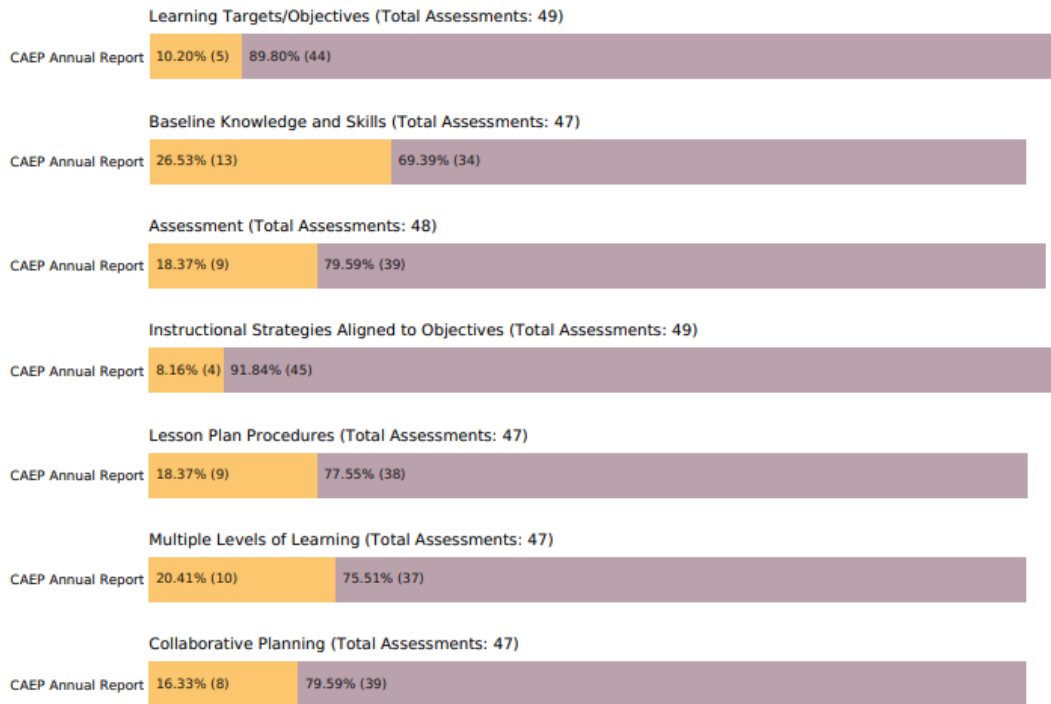 Learning Targets/Objectives (Total Assessments: 49)
CAEP Annual Report 10.20% (5) 89.80% (44)
Baseline Knowledge and Skills (Total Assessments: 47)
CAEP Annual Report 26.53% (13) 69.39% (34)
Assessment (Total Assessments: 48)
CAEP Annual Report 18.37% (9) 79.59% (39)
Instructional Strategies Aligned to Objectives (Total Assessments: 49)
CAEP Annual Report 8.16% (4) 91.84% (45)
Lesson Plan Procedures (Total Assessments: 47)
CAEP Annual Report 18.37% (9) 77.55% (38)
Multiple Levels of Learning (Total Assessments: 47)
CAEP Annual Report 20.41% (10) 75.51% (37)
Collaborative Planning (Total Assessments: 47)
CAEP Annual Report 16.33% (8) 79.59% (39)